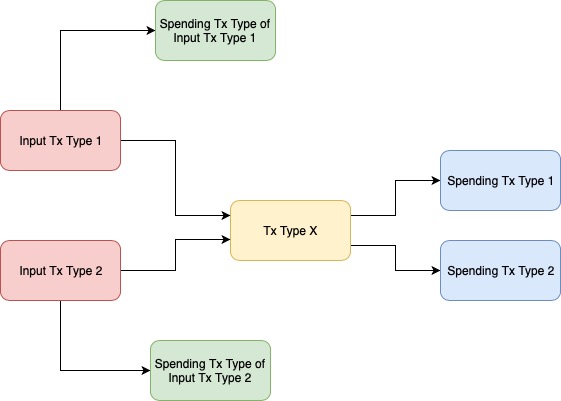 Spending Tx Type of
Input Tx Type 1
Input Tx Type 1
Spending Tx Type 1
Tx Type X
Input Tx Type 2
Spending Tx Type 2
Spending Tx Type of
Input Tx Type 2